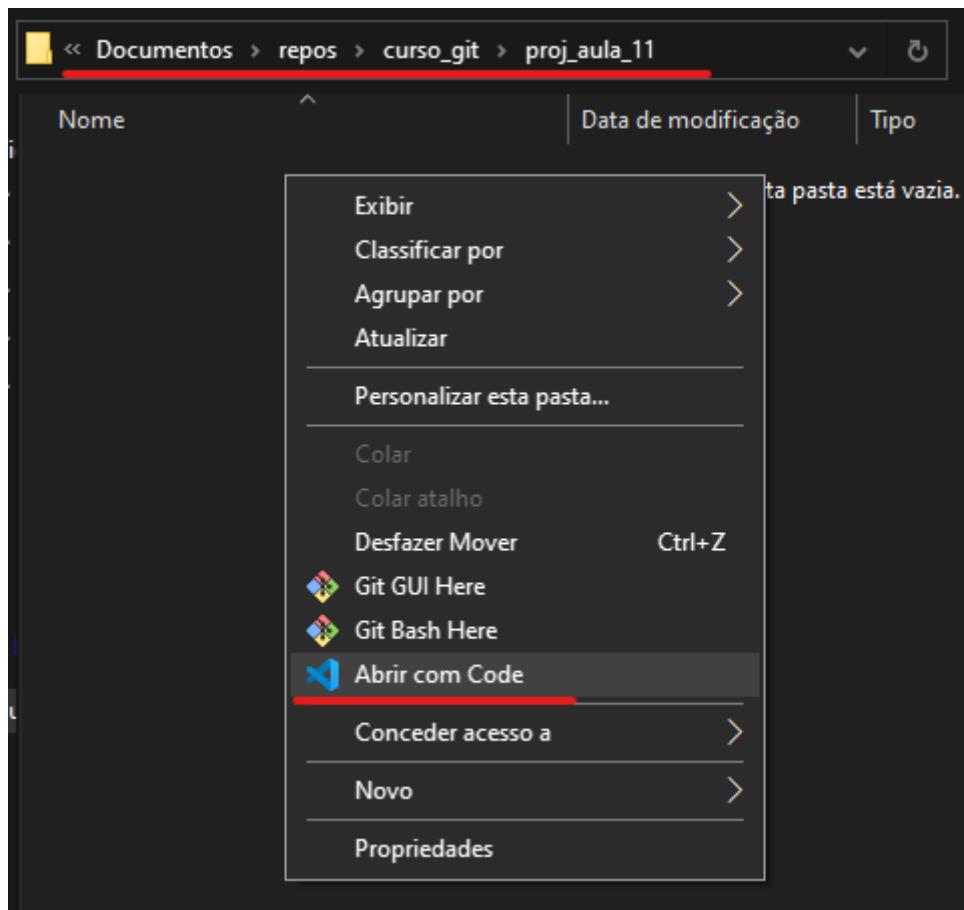 « Documentos > repos > curso_git > proj_aula_11
Nome Data de modificação Tipo
ta pasta está vazia.
Exibir
Classificar por
Agrupar por
Atualizar
Personalizar esta pasta...
Colar
Colar atalho
Desfazer Mover Ctrl+Z
Git GUI Here
Git Bash Here
Abrir com Code
Conceder acesso a
Novo
Propriedades